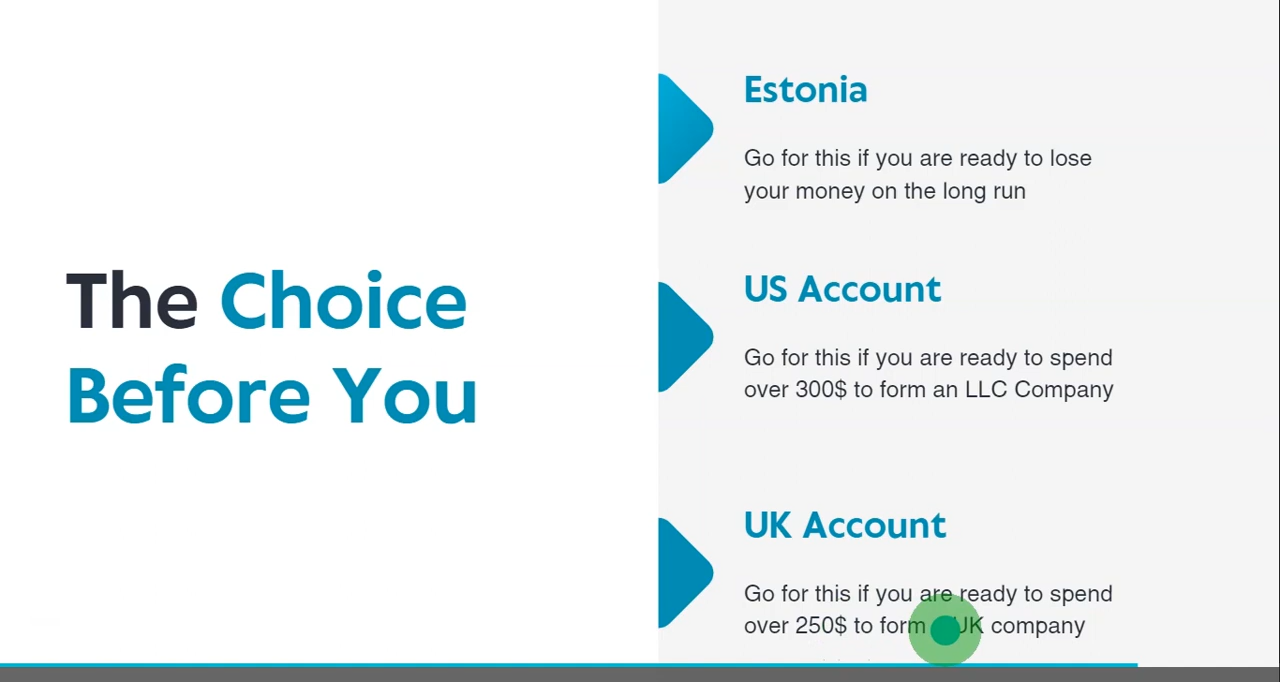 The Choice
Before You
Estonia
Go for this if you are ready to lose
your money on the long run
US Account
Go for this if you are ready to spend
over 300$ to form an LLC Company
UK Account
Go for this if you are ready to spend
over 250$ to form UK company